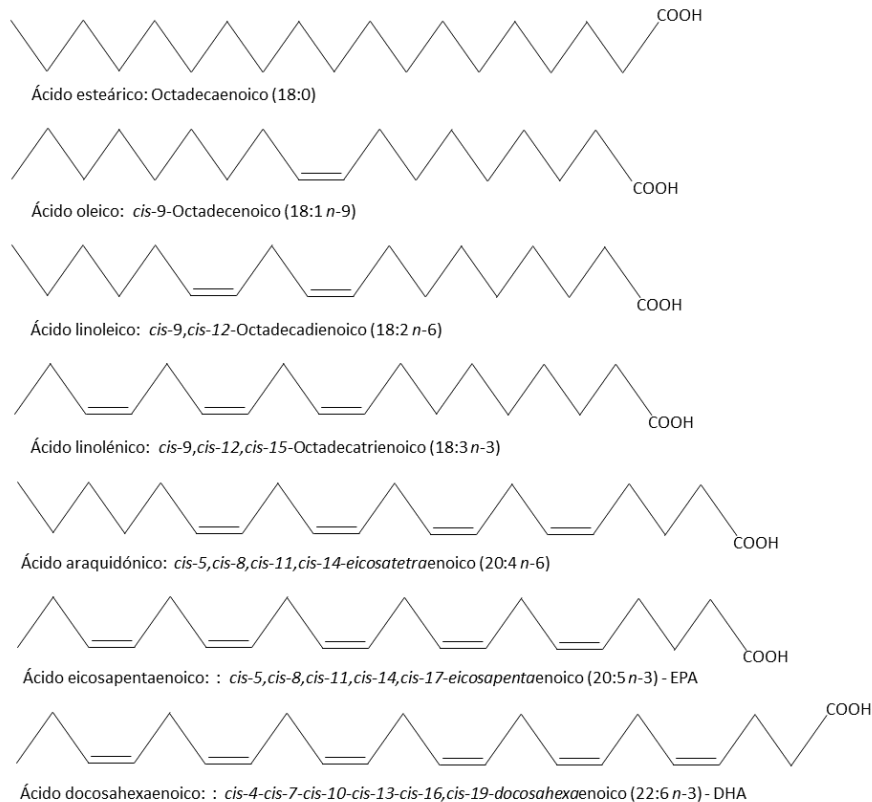 COOH
Ácido esteárico: Octadecaenoico (18:0)
COOH
Ácido oleico: cis-9-Octadecenoico (18:1 n-9)
COOH
Ácido linoleico: cis-9,cis-12-Octadecadienoico (18:2 n-6)
COOH
Ácido linolénico: cis-9,cis-12,cis-15-Octadecatrienoico (18:3 n-3)
COOH
Ácido araquidónico: cis-5,cis-8,cis-11,cis-14-eicosatetraenoico (20:4 n-6)
COOH
Ácido eicosapentaenoico: : cis-5,cis-8,cis-11,cis-14,cis-17-eicosapentaenoico (20:5 n-3) - EPA
COOH
Ácido docosahexaenoico: : cis-4-cis-7-cis-10-cis-13-cis-16,cis-19-docosahexaenoico (22:6 n-3) - DHA